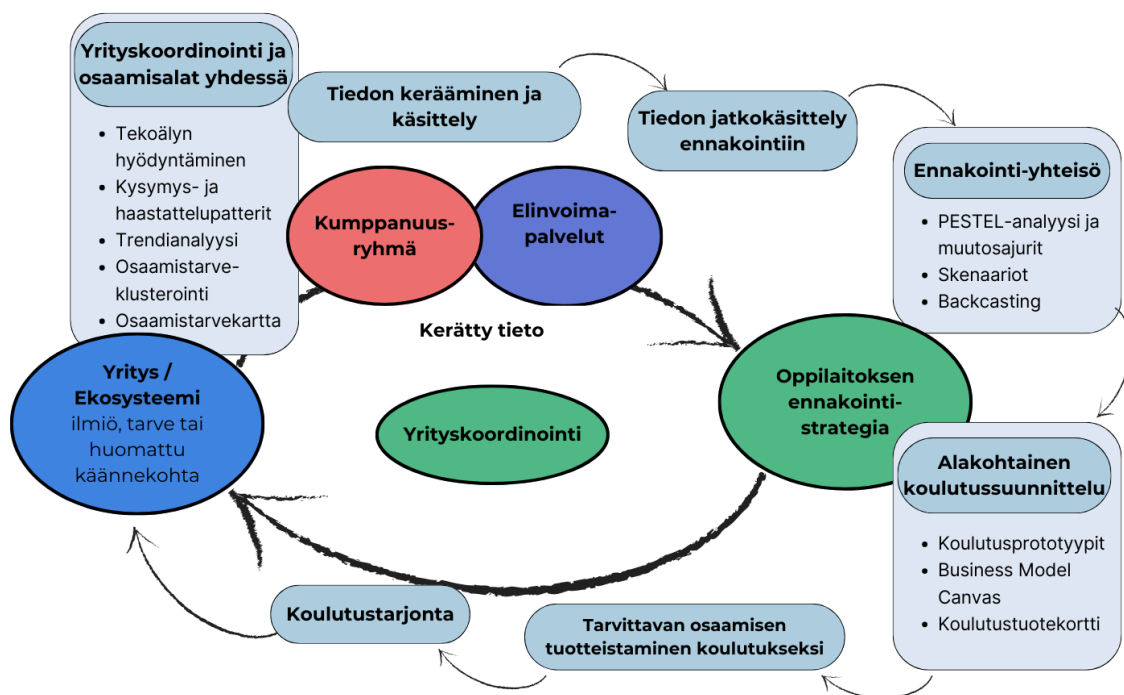 Yrityskoordinointi ja
osaamisalat yhdessä
• Tekoälyn
hyödyntäminen
• Kysymys- ja
haastattelupatterit
• Trendianalyysi
• Osaamistarve-
klusterointi
• Osaamistarvekartta
Tiedon kerääminen ja
käsittely
Tiedon jatkokäsittely
ennakointiin
Ennakointi-yhteisö
• PESTEL-analyysi ja
muutosajurit
• Skenaariot
• Backcasting
Kumppanuus-
ryhmä
Elinvoima-
palvelut
Kerätty tieto
Yritys /
Ekosysteemi
ilmiö, tarve tai
huomattu
käännekohta
Yrityskoordinointi
Oppilaitoksen
ennakointi-
strategia
Alakohtainen
koulutussuunnittelu
• Koulutusprototyypit
• Business Model
Canvas
• Koulutustuotekortti
Tarvittavan osaamisen
tuotteistaminen koulutukseksi
Koulutustarjonta